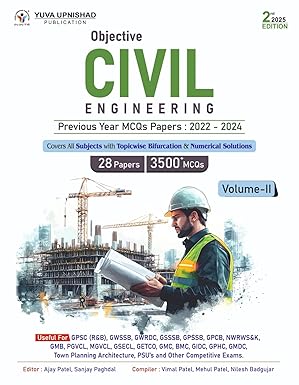 YUVA UPNISHAD
PUBLICATION
2nd 2025
EDITION
Objective
CIVIL
ENGINEERING
Previous Year MCQs Papers : 2022 - 2024
Covers All Subjects with Topicwise Bifurcation & Numerical Solutions
28 Papers
3500+ MCQs
Volume-II
Useful For GPSC (R&B), GWSSB, GWRDC, GSSSB, GPSSB, GPCB, NWRWS&K,
GMB, PGVCL, MGVCL, GSECL, GETCO, GMC, BMC, GIDC, GPHC, GMDC,
Town Planning Architecture, PSU's and Other Competitive Exams.
Editor : Ajay Patel, Sanjay Paghdal
Compiler : Vimal Patel, Mehul Patel, Nilesh Badgujar